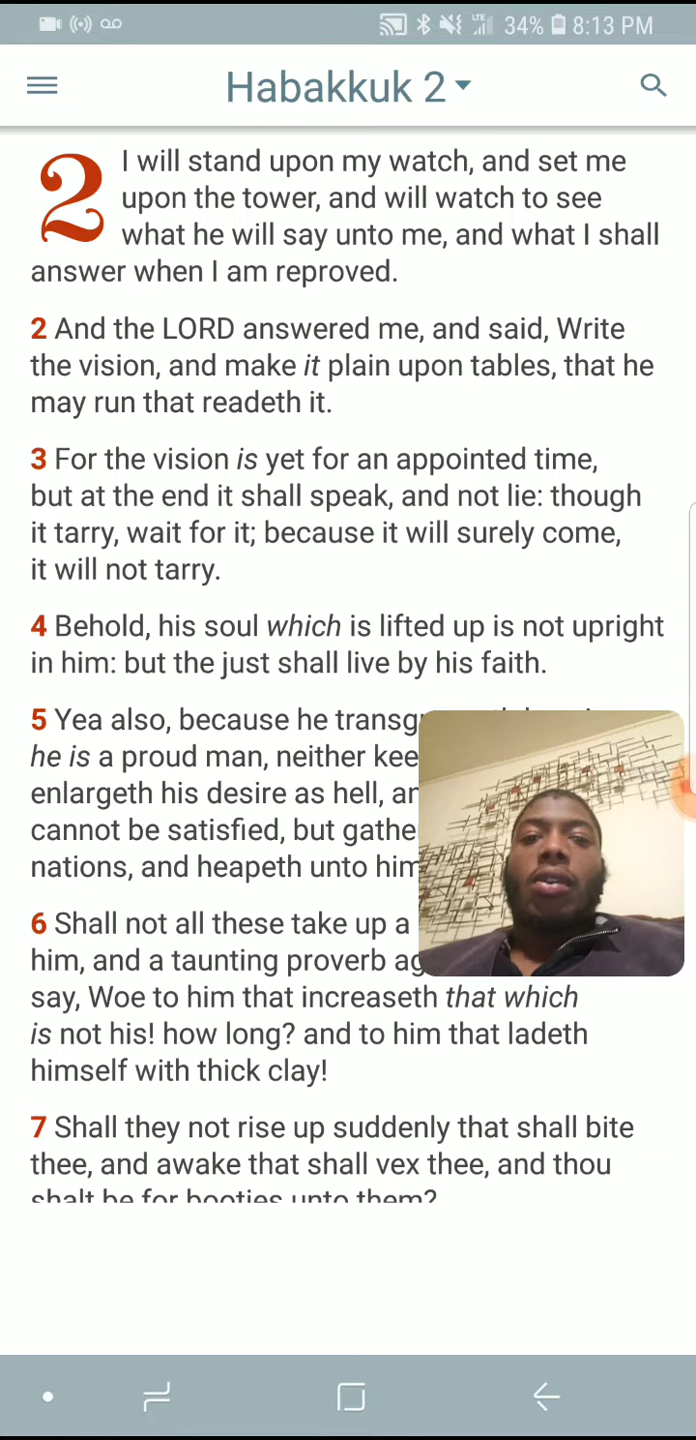 LTE 34% 8:13 PM
Habakkuk 2
2 I will stand upon my watch, and set me
upon the tower, and will watch to see
what he will say unto me, and what I shall
answer when I am reproved.
2 And the LORD answered me, and said, Write
the vision, and make it plain upon tables, that he
may run that readeth it.
3 For the vision is yet for an appointed time,
but at the end it shall speak, and not lie: though
it tarry, wait for it; because it will surely come,
it will not tarry.
4 Behold, his soul which is lifted up is not upright
in him: but the just shall live by his faith.
5 Yea also, because he
he is a proud man, neither
enlargeth his desire as hell,
cannot be satisfied, but
nations, and heapeth unto
6 Shall not all these take up a
him, and a taunting proverb
say, Woe to him that increaseth that which
is not his! how long? and to him that ladeth
himself with thick clay!
7 Shall they not rise up suddenly that shall bite
thee, and awake that shall vex thee, and thou
shalt be for booties unto them?